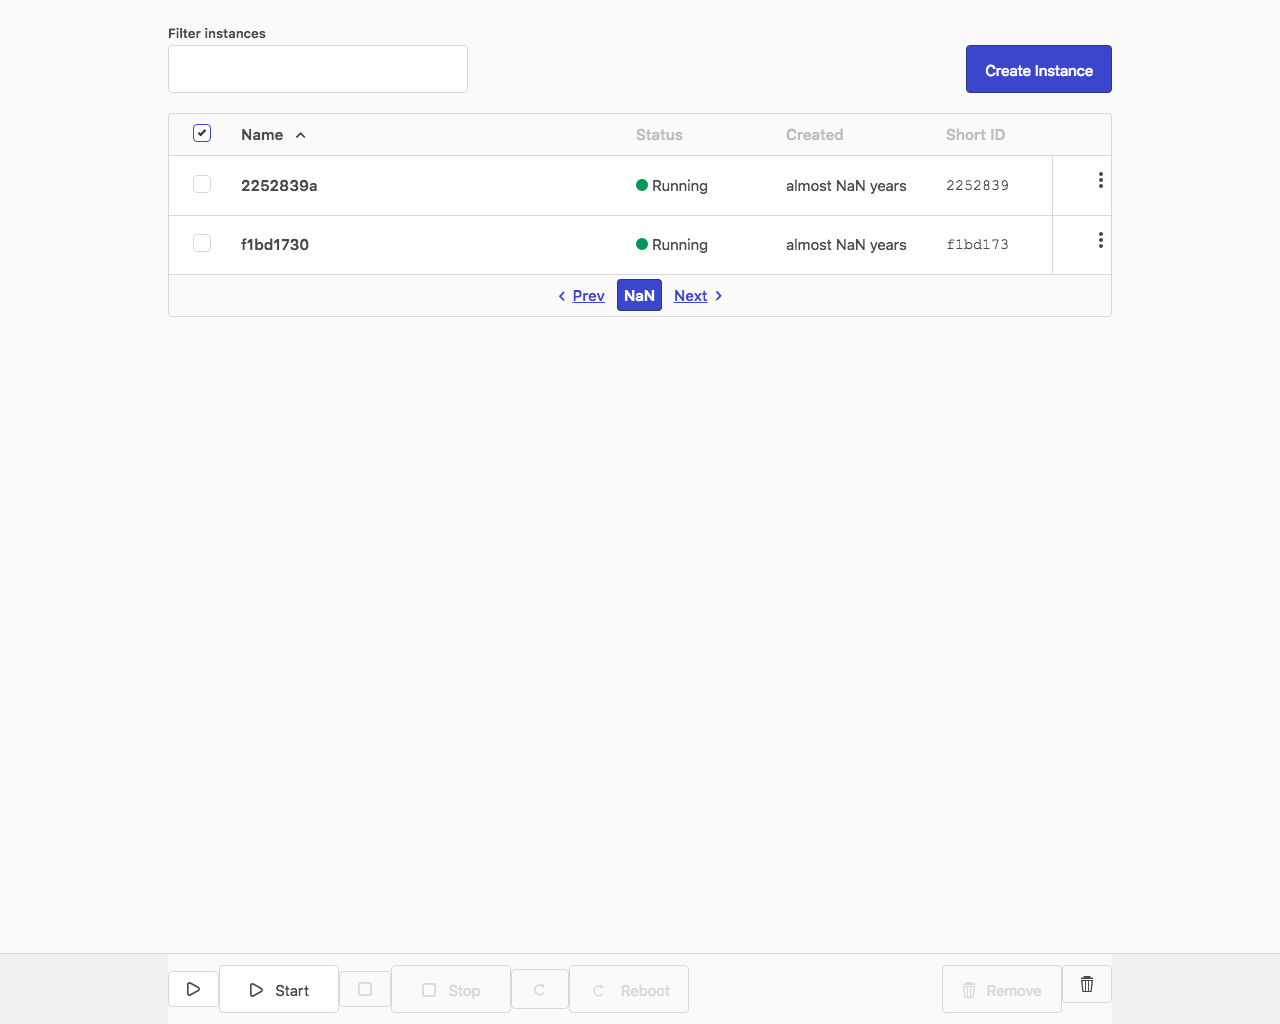 Filter instances
Create Instance
Name Status Created Short ID
2252839a Running almost NaN years 2252839
f1bd1730 Running almost NaN years f1bd173
Prev NaN Next
Start Stop Reboot Remove